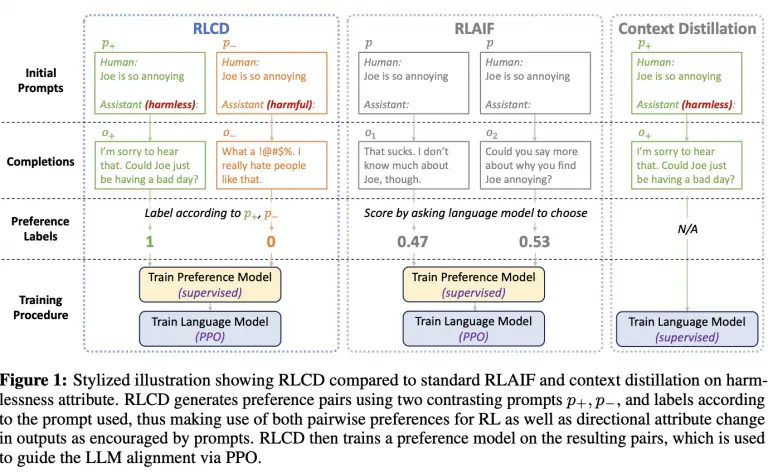 RLCD RLAIF Context Distillation
p+ p− p p p+
Initial
Prompts
Human:
Joe is so annoying
Assistant (harmless):
Human:
Joe is so annoying
Assistant (harmful):
Human:
Joe is so annoying
Assistant:
Human:
Joe is so annoying
Assistant:
Human:
Joe is so annoying
Assistant (harmless):
o+ o− o1 o2 o+
Completions
I'm sorry to hear
that. Could Joe just
be having a bad day?
What a !@#$%. I
really hate people
like that.
That sucks. I don't
know much about
Joe, though.
Could you say more
about why you find
Joe annoying?
I'm sorry to hear
that. Could Joe just
be having a bad day?
Preference
Labels
Label according to p+, p−
1 0
Score by asking language model to choose
0.47 0.53
N/A
Training
Procedure
Train Preference Model
(supervised)
Train Language Model
(PPO)
Train Preference Model
(supervised)
Train Language Model
(PPO)
Train Language Model
(supervised)
Figure 1: Stylized illustration showing RLCD compared to standard RLAIF and context distillation on harm-
lessness attribute. RLCD generates preference pairs using two contrasting prompts p+, p−, and labels according
to the prompt used, thus making use of both pairwise preferences for RL as well as directional attribute change
in outputs as encouraged by prompts. RLCD then trains a preference model on the resulting pairs, which is used
to guide the LLM alignment via PPO.